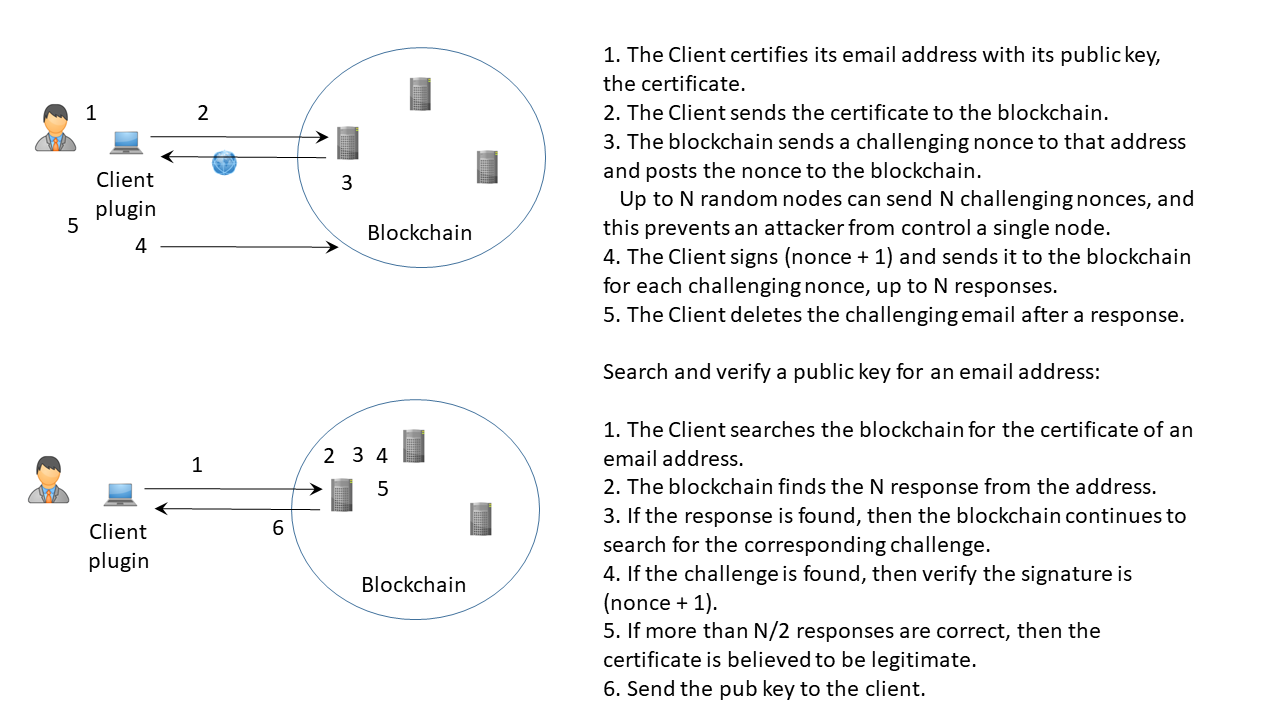 1
2
Client
plugin
3
5
4
Blockchain
1. The Client certifies its email address with its public key,
the certificate.
2. The Client sends the certificate to the blockchain.
3. The blockchain sends a challenging nonce to that address
and posts the nonce to the blockchain.
Up to N random nodes can send N challenging nonces, and
this prevents an attacker from control a single node.
4. The Client signs (nonce + 1) and sends it to the blockchain
for each challenging nonce, up to N responses.
5. The Client deletes the challenging email after a response.
Search and verify a public key for an email address:
1
2 3 4
5
6
Client
plugin
Blockchain
1. The Client searches the blockchain for the certificate of an
email address.
2. The blockchain finds the N response from the address.
3. If the response is found, then the blockchain continues to
search for the corresponding challenge.
4. If the challenge is found, then verify the signature is
(nonce + 1).
5. If more than N/2 responses are correct, then the
certificate is believed to be legitimate.
6. Send the pub key to the client.